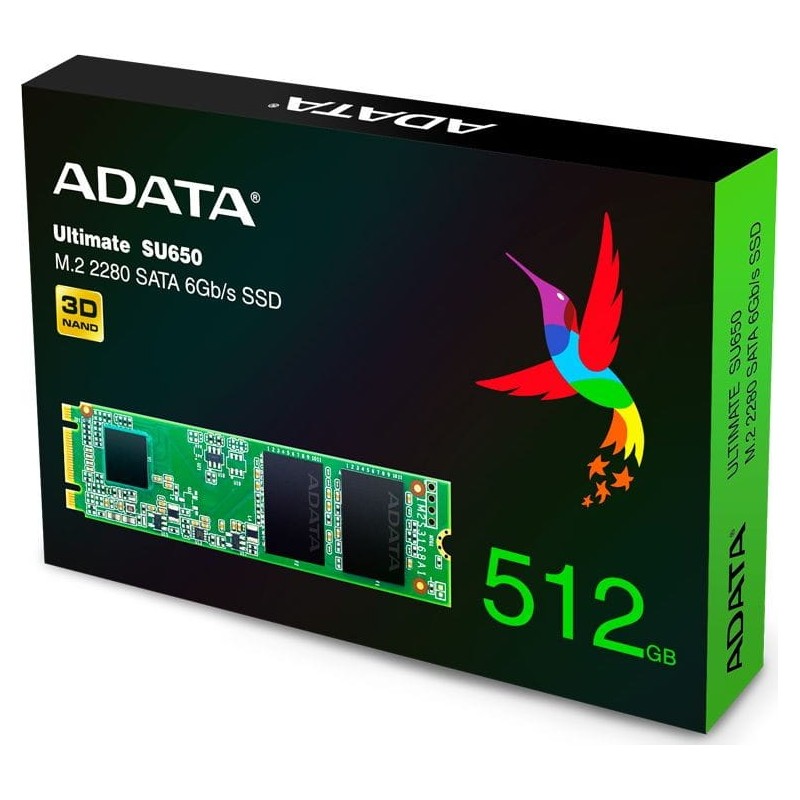 ADATA®
ADATA®
Ultimate SU650
M.2 2280 SATA 6Gb/s SSD
3D
NAND
ADATA
ADATA
512GB
ULTIMATE SU650
M.2 2280 SATA 6Gb/s SSD
ADATA